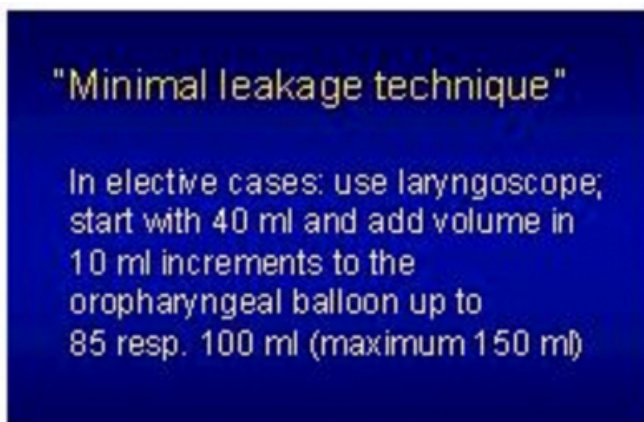 "Minimal leakage technique"
In elective cases: use laryngoscope;
start with 40 ml and add volume in
10 ml increments to the
oropharyngeal balloon up to
85 resp. 100 ml (maximum 150 ml)